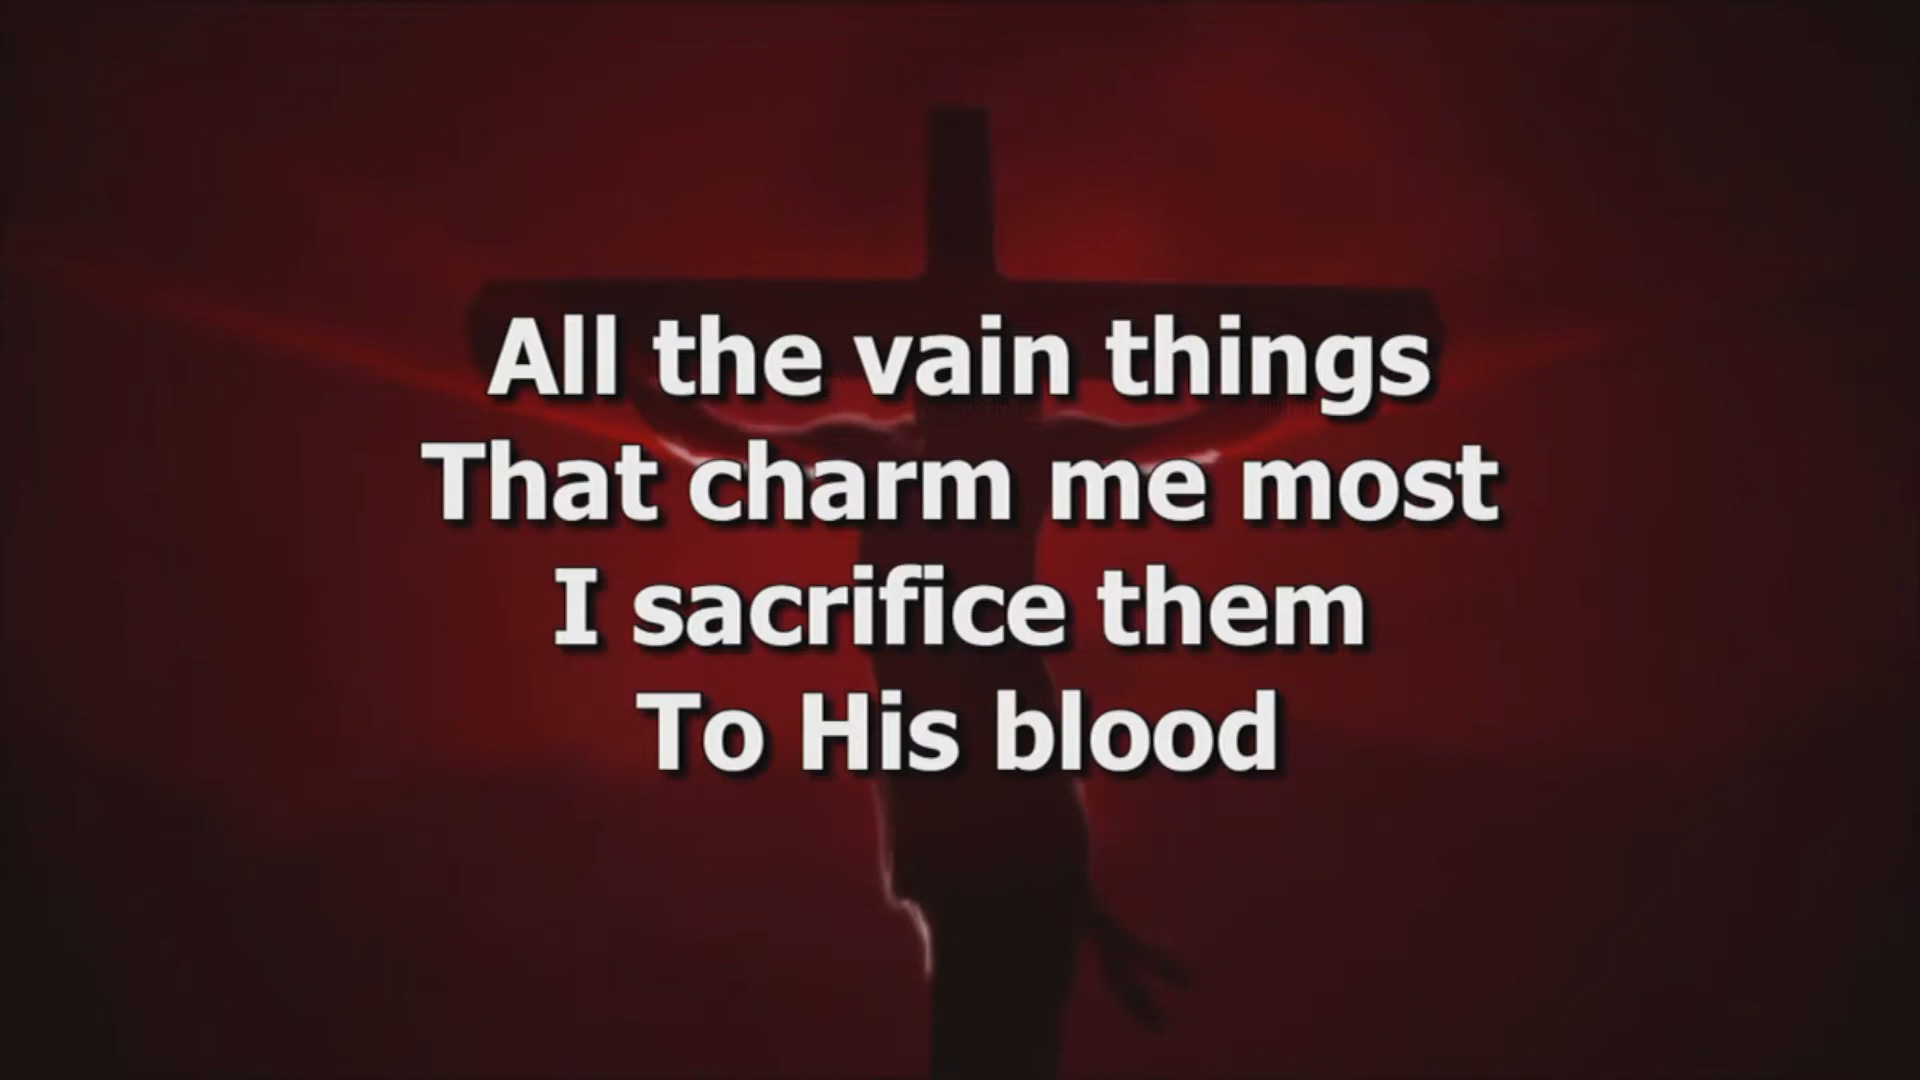 All the vain things
That charm me most
I sacrifice them
To His blood